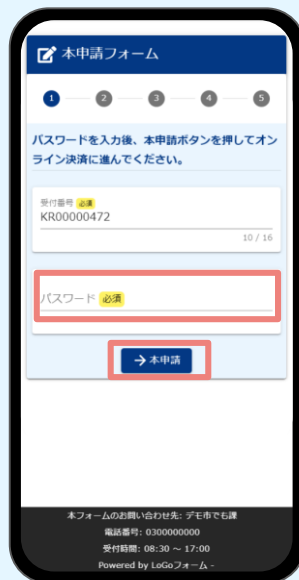 本申請フォーム
1 2 3 4 5
パスワードを入力後、本申請ボタンを押してオン
ライン決済に進んでください。
受付番号 必須
KR00000472
10 / 16
パスワード 必須
→本申請
本フォームのお問い合わせ先: デモ市でも課
電話番号: 0300000000
受付時間: 08:30 ～ 17:00
Powered by LoGoフォーム -